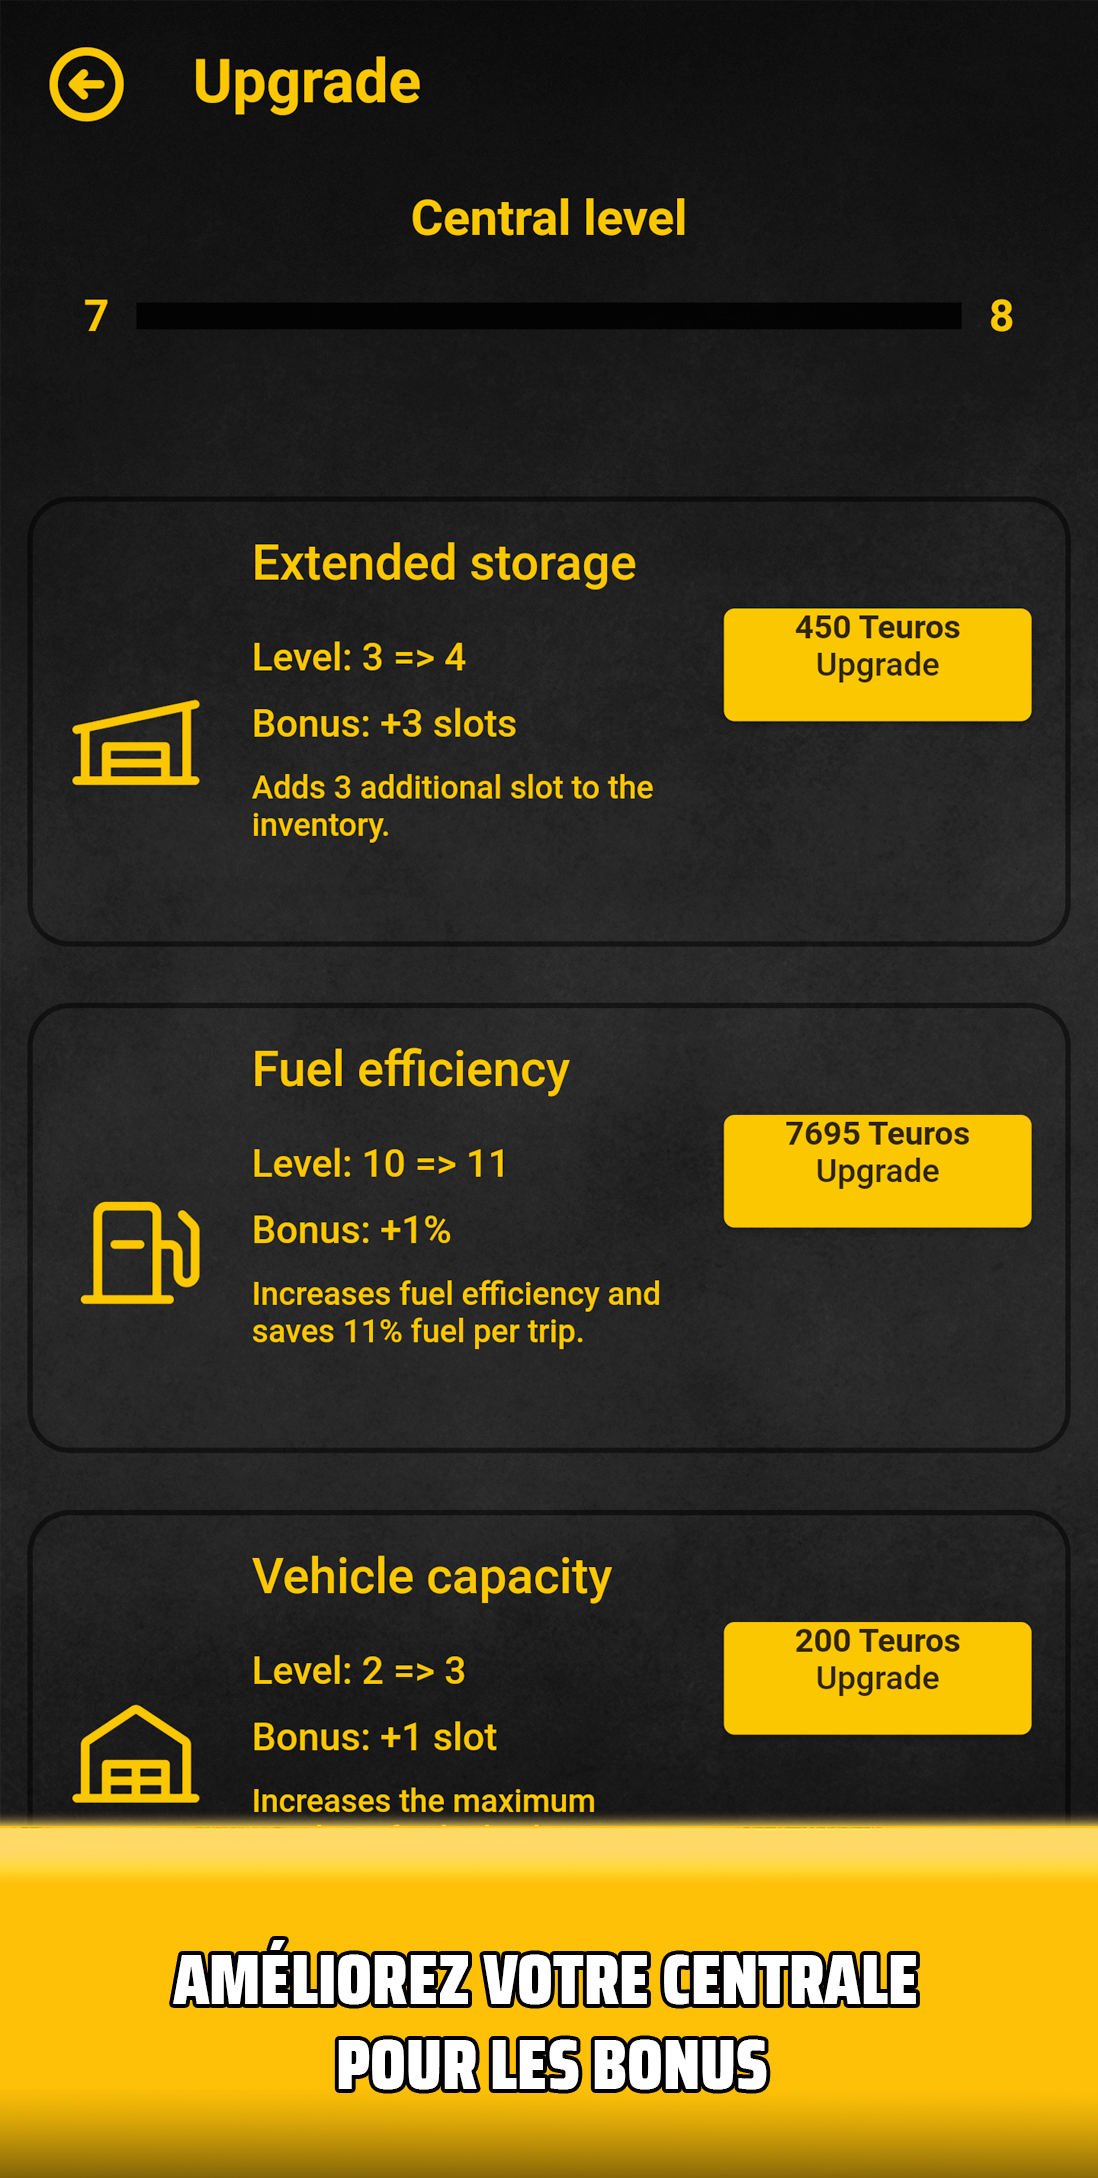 Upgrade
Central level
7
8
Extended storage
450 Teuros
Upgrade
Level: 3 => 4
Bonus: +3 slots
Adds 3 additional slot to the
inventory.
Fuel efficiency
7695 Teuros
Upgrade
Level: 10 => 11
Bonus: +1%
Increases fuel efficiency and
saves 11% fuel per trip.
Vehicle capacity
200 Teuros
Upgrade
Level: 2 => 3
Bonus: +1 slot
Increases the maximum
AMÉLIOREZ VOTRE CENTRALE
POUR LES BONUS